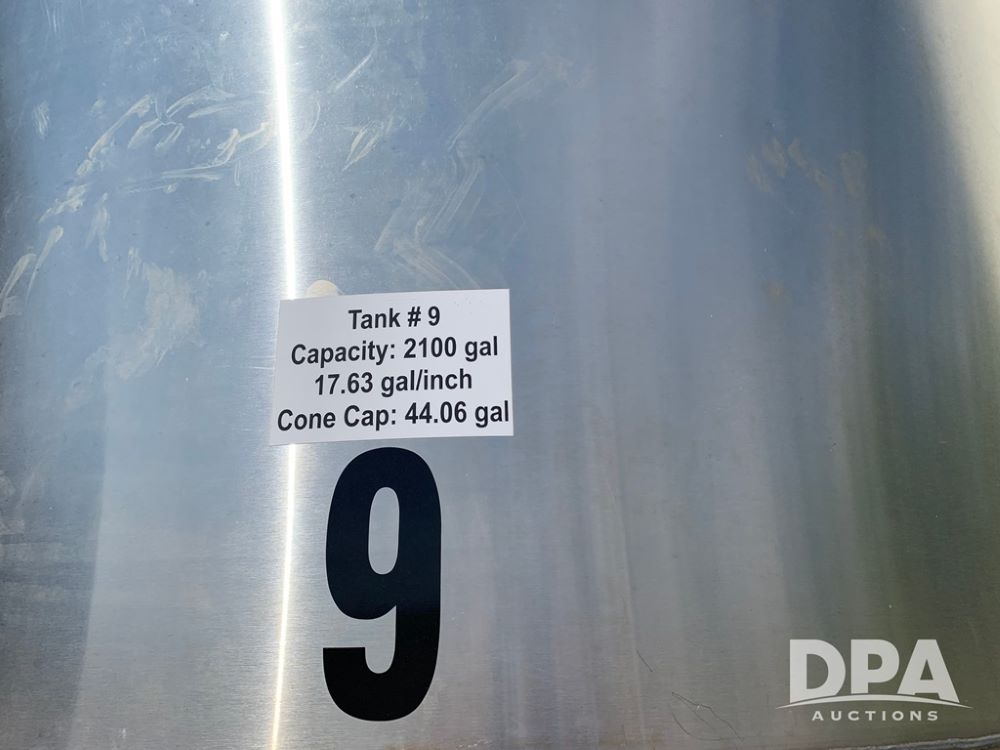 Tank # 9
Capacity: 2100 gal
17.63 gal/inch
Cone Cap: 44.06 gal
9
DPA
AUCTIONS